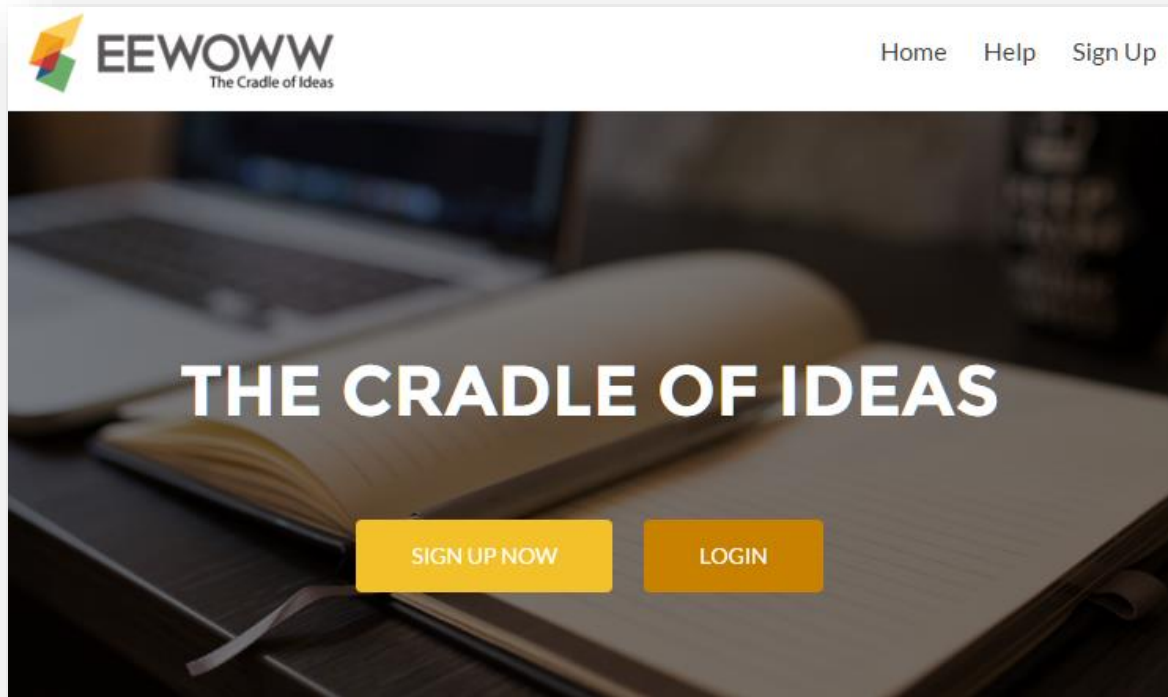 EEWOWW
The Cradle of Ideas
Home Help Sign Up
THE CRADLE OF IDEAS
SIGN UP NOW LOGIN